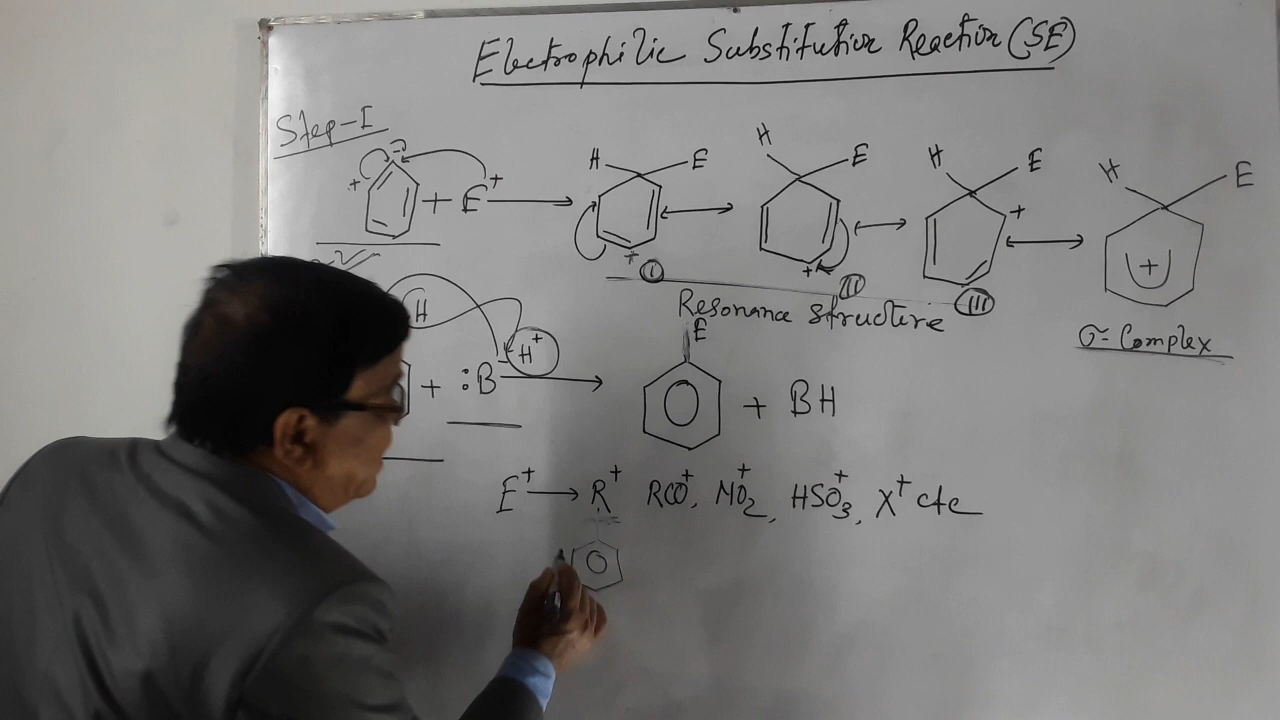 Electrophilic Substitution Reaction (SE)
Step-I
+ + E+ H E H E H E + H E
+ I + II III +
Resonance structure
σ-Complex
H H+ E
+ :B + BH
E+ → R+ RCO+, NO2+, HSO3+, X+ etc